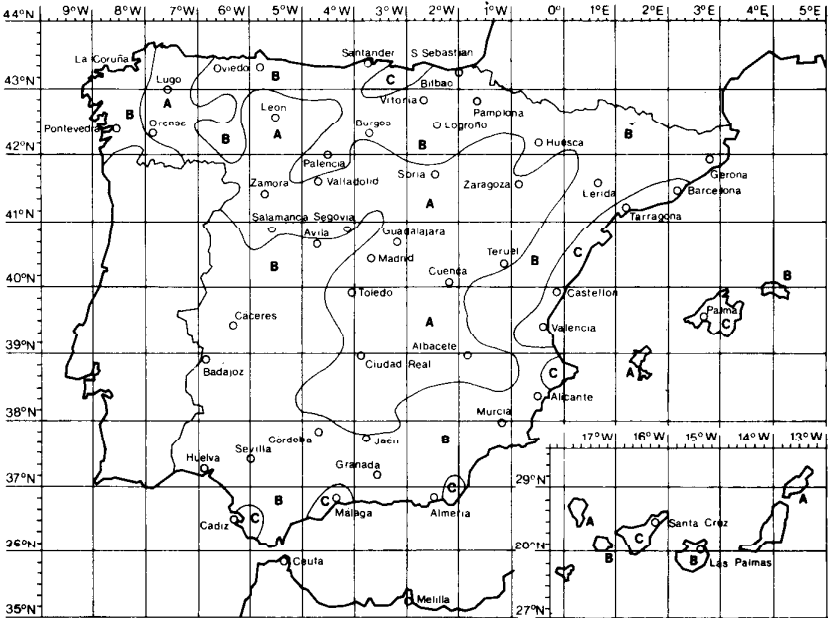 44°N 9°W 8°W 7°W 6°W 5°W 4°W 3°W 2°W 1°W 0° 1°E 2°E 3°E 4°E
La Coruña Santander S Sebastian
43°N Lugo Oviedo B C Bilbao
A Leon Vitoria Pamplona
B Pontevedra Orense B A Burgos Logroño B
42°N B Huesca
Palencia Soria Gerona
Zamora Valladolid Zaragoza Lerida Barcelona
41°N A Tarragona
Salamanca Segovia
Avila Guadalajara Teruel C
B Madrid B
Cuenca B
40°N Toledo Castellon
Caceres A Palma C
Valencia
39°N Albacete
Badajoz Ciudad Real C A
Alicante
38°N Murcia
Cordoba Jaen B
Sevilla 17°W 16°W 15°W 14°W 13°W
Huelva Granada
37°N C 29°N
B C A
Cadiz C Malaga Almeria A Santa Cruz
C
36°N B B
Ceuta Las Palmas
Melilla
35°N 27°N